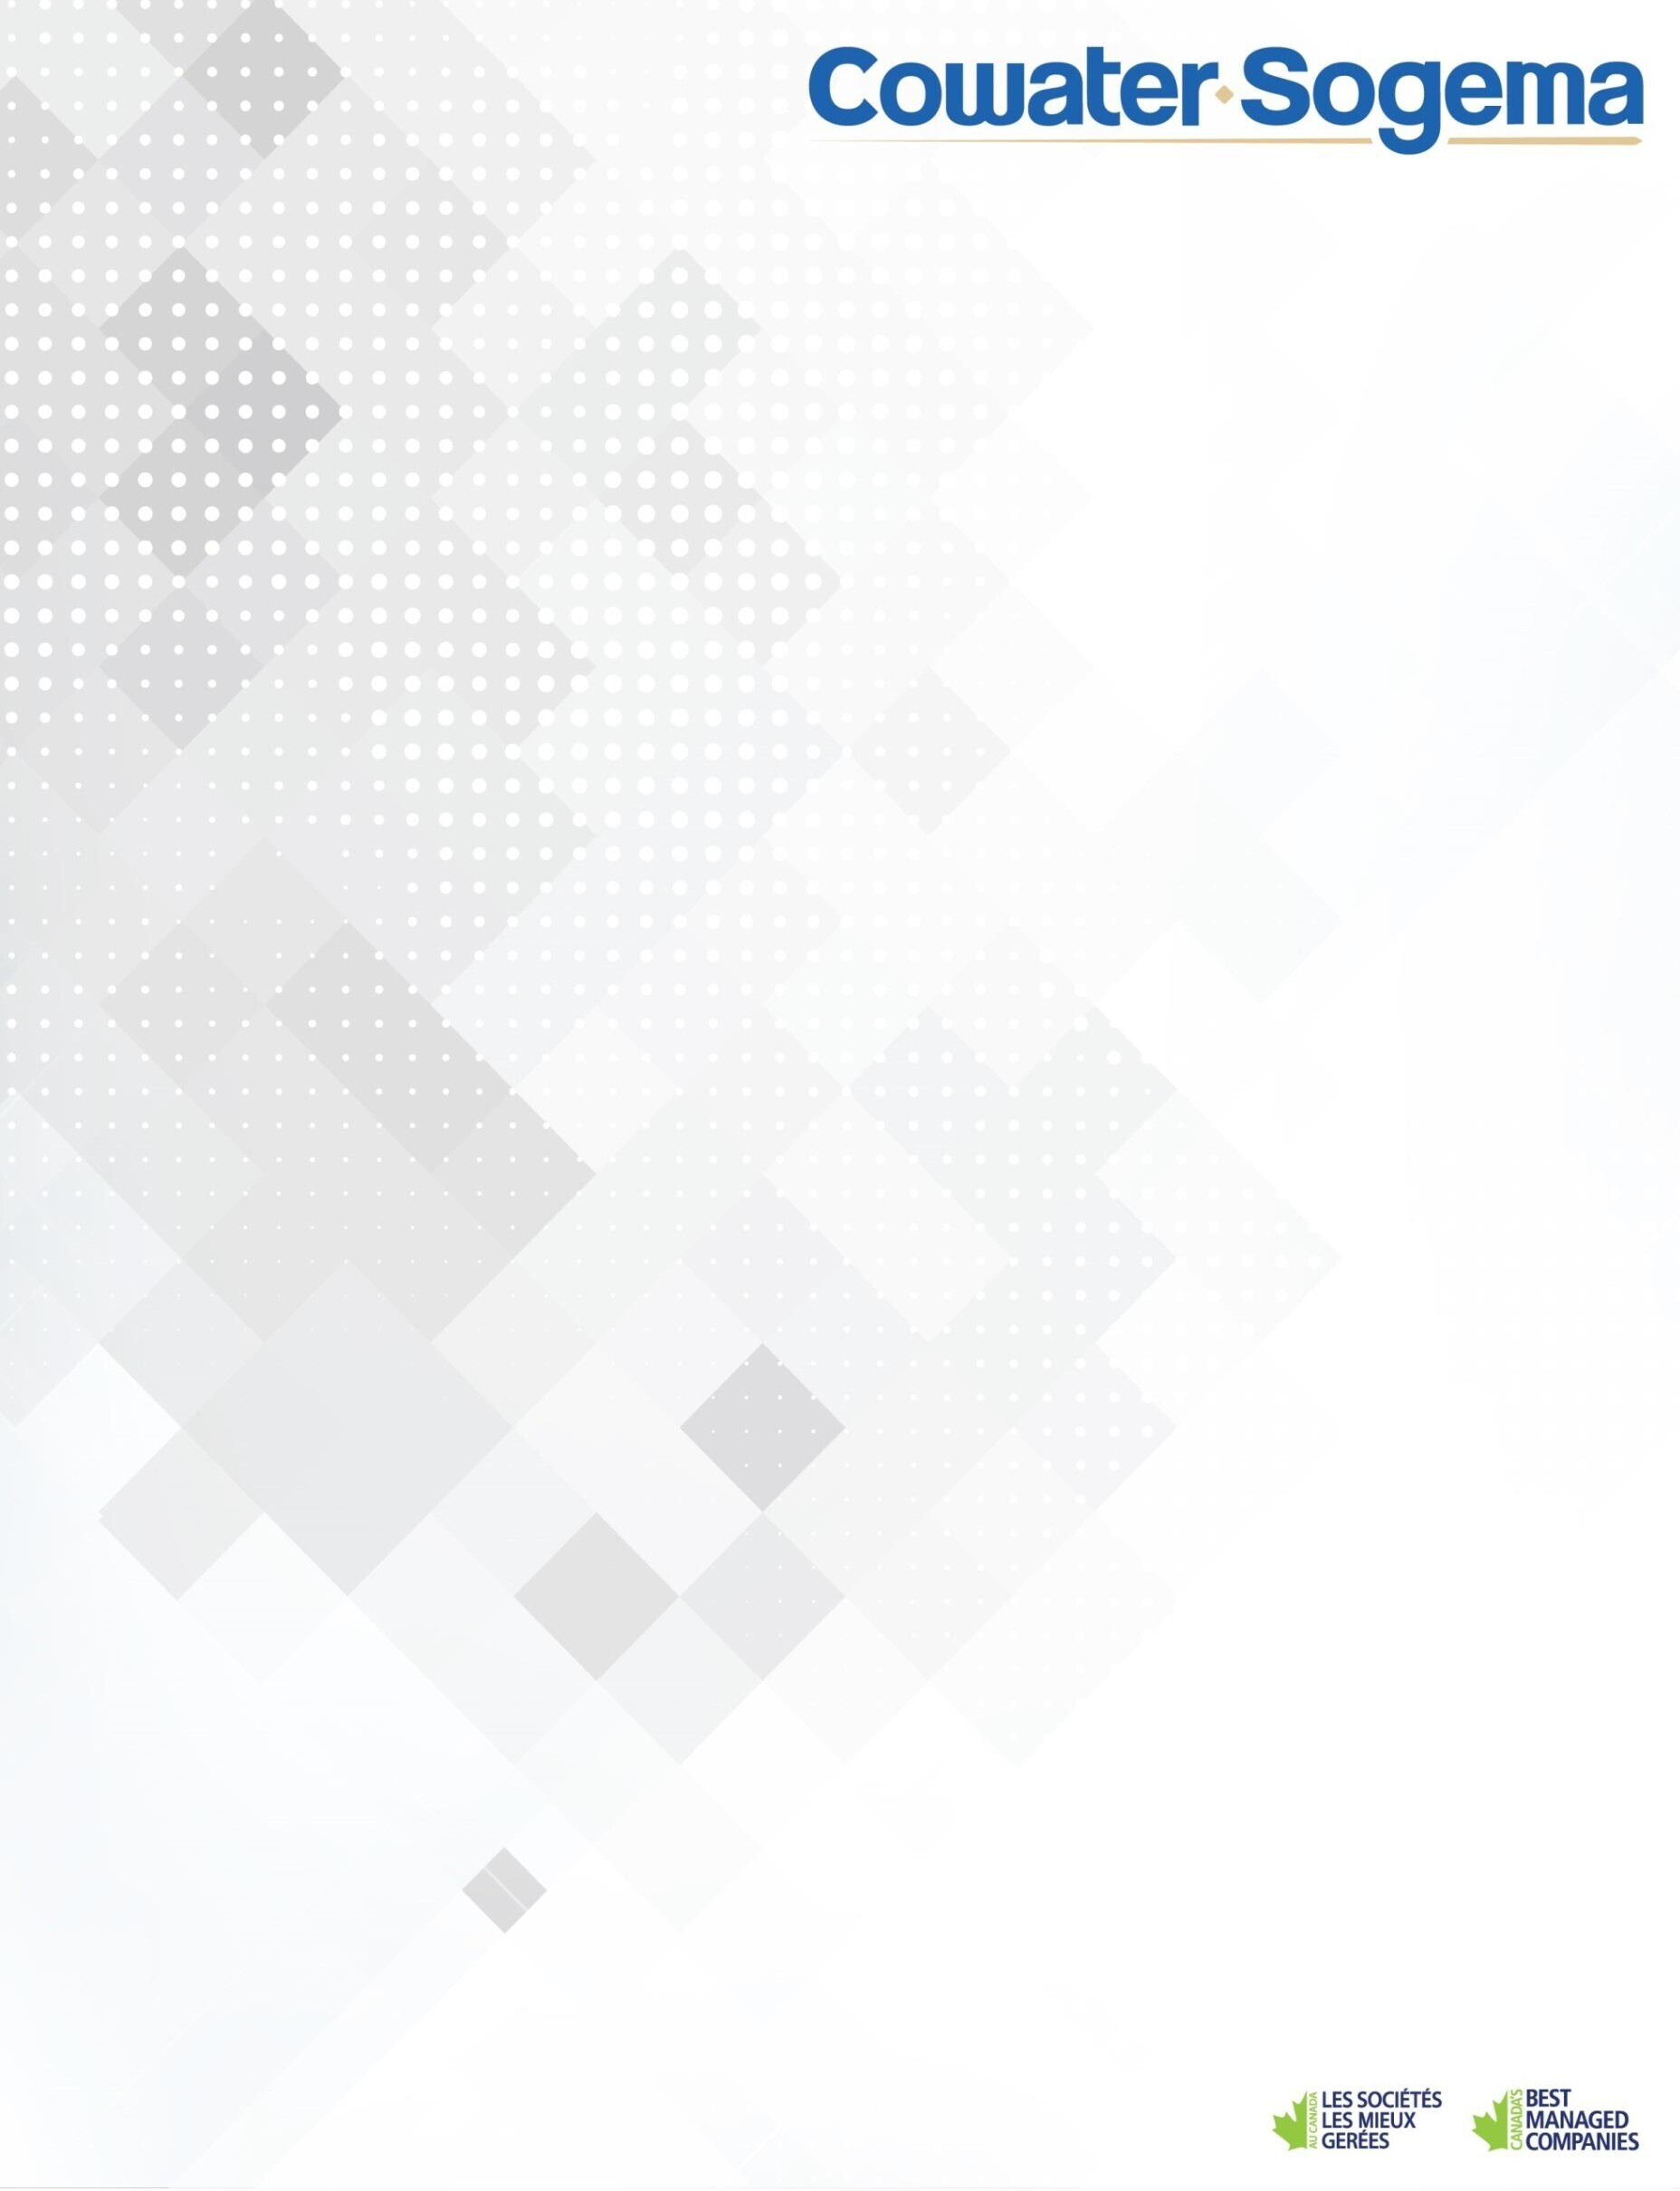 Cowater Sogema
AU CANADA
LES SOCIÉTÉS
LES MIEUX
GERÉES
CANADA'S
BEST
MANAGED
COMPANIES